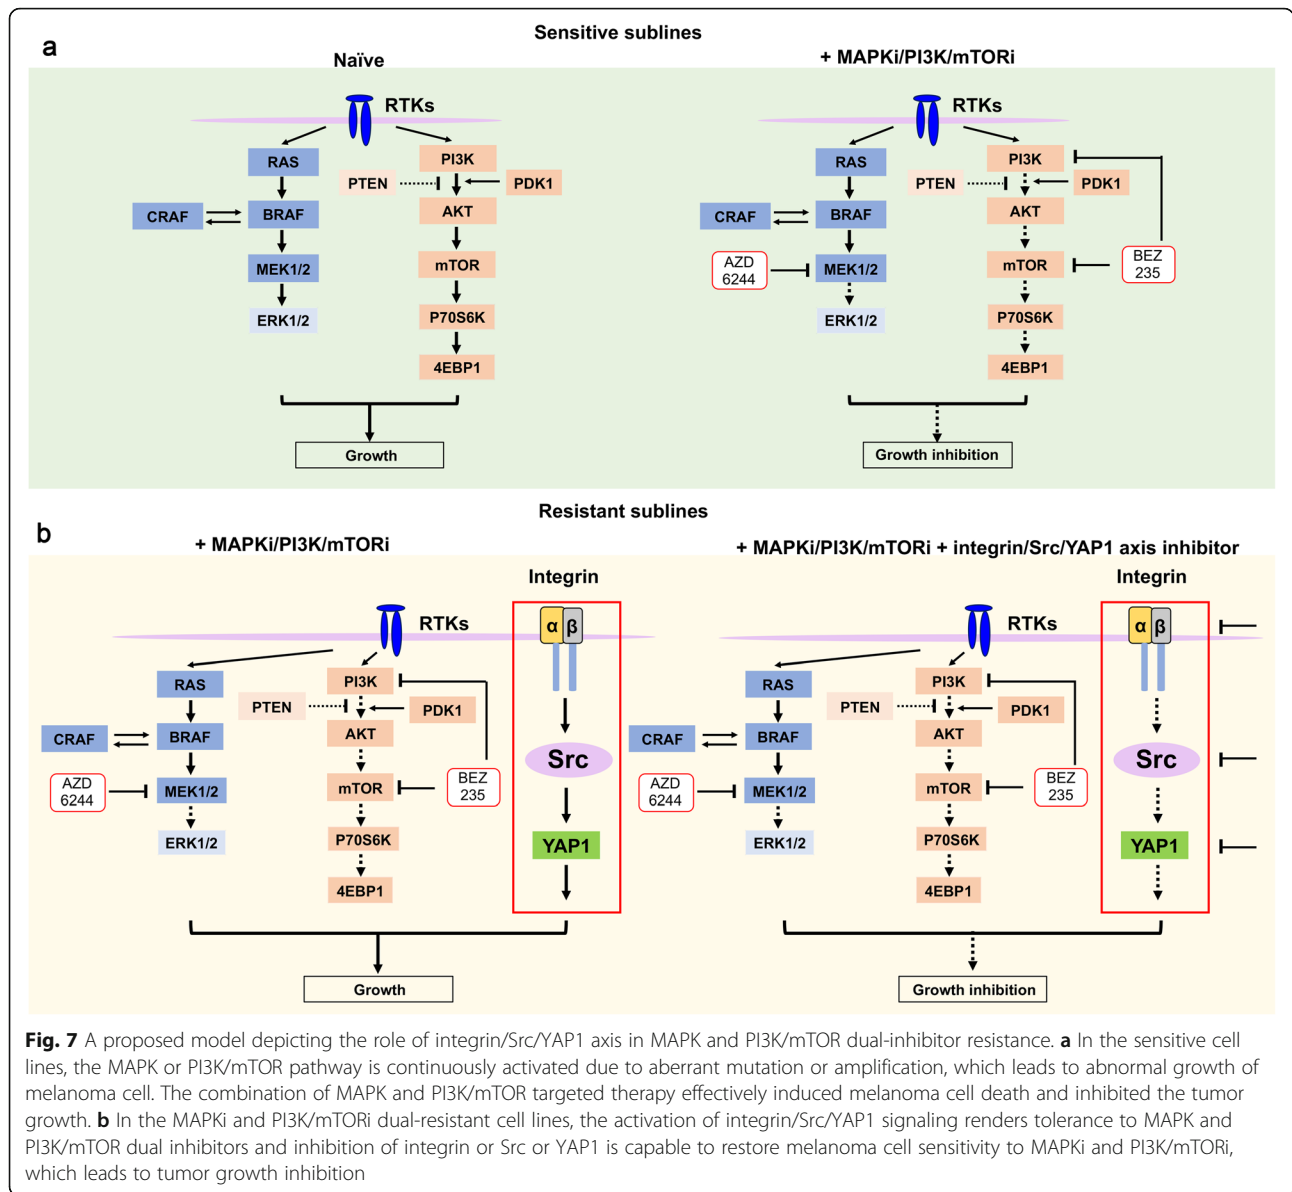 a
Sensitive sublines
Naïve
+ MAPKi/PI3K/mTORi
RTKs
RAS
PI3K
PTEN
PDK1
CRAF
BRAF
AKT
MEK1/2
mTOR
ERK1/2
P70S6K
4EBP1
Growth
RTKs
RAS
PI3K
PTEN
PDK1
CRAF
BRAF
AKT
AZD
6244
MEK1/2
mTOR
BEZ
235
ERK1/2
P70S6K
4EBP1
Growth inhibition
b
Resistant sublines
+ MAPKi/PI3K/mTORi
+ MAPKi/PI3K/mTORi + integrin/Src/YAP1 axis inhibitor
Integrin
α β
RTKs
RAS
PI3K
PTEN
PDK1
CRAF
BRAF
AKT
Src
AZD
6244
MEK1/2
mTOR
BEZ
235
ERK1/2
P70S6K
YAP1
4EBP1
Growth
Integrin
α β
RTKs
RAS
PI3K
PTEN
PDK1
CRAF
BRAF
AKT
Src
AZD
6244
MEK1/2
mTOR
BEZ
235
ERK1/2
P70S6K
YAP1
4EBP1
Growth inhibition
Fig. 7 A proposed model depicting the role of integrin/Src/YAP1 axis in MAPK and PI3K/mTOR dual-inhibitor resistance. a In the sensitive cell
lines, the MAPK or PI3K/mTOR pathway is continuously activated due to aberrant mutation or amplification, which leads to abnormal growth of
melanoma cell. The combination of MAPK and PI3K/mTOR targeted therapy effectively induced melanoma cell death and inhibited the tumor
growth. b In the MAPKi and PI3K/mTORi dual-resistant cell lines, the activation of integrin/Src/YAP1 signaling renders tolerance to MAPK and
PI3K/mTOR dual inhibitors and inhibition of integrin or Src or YAP1 is capable to restore melanoma cell sensitivity to MAPKi and PI3K/mTORi,
which leads to tumor growth inhibition